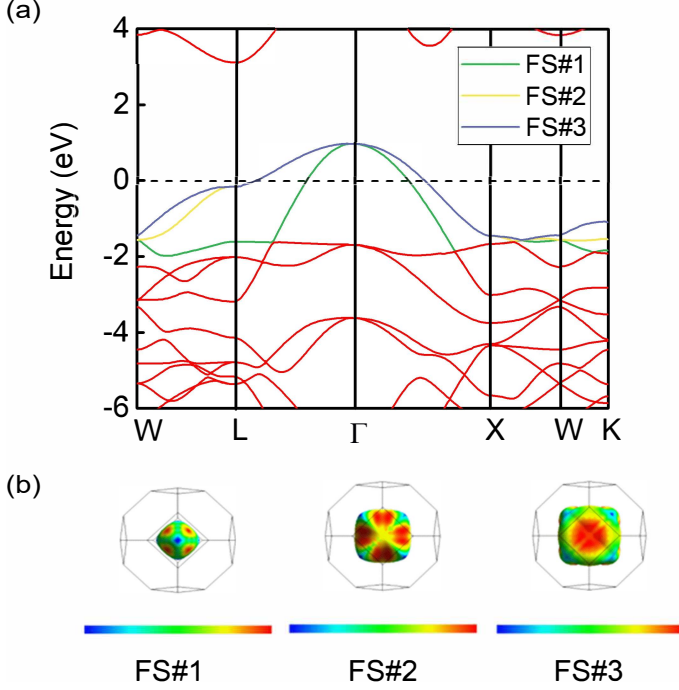 (a)
4
2
0
-2
-4
-6
Energy (eV)
FS#1
FS#2
FS#3
W L Γ X W K
(b)
FS#1 FS#2 FS#3